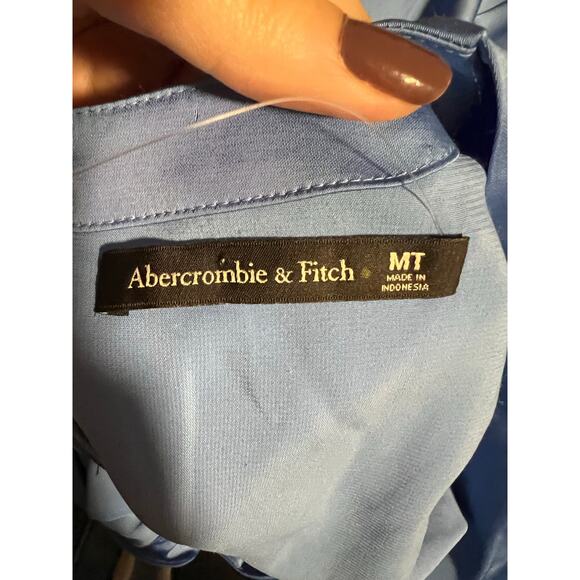 Abercrombie & Fitch
MT
MADE IN
INDONESIA